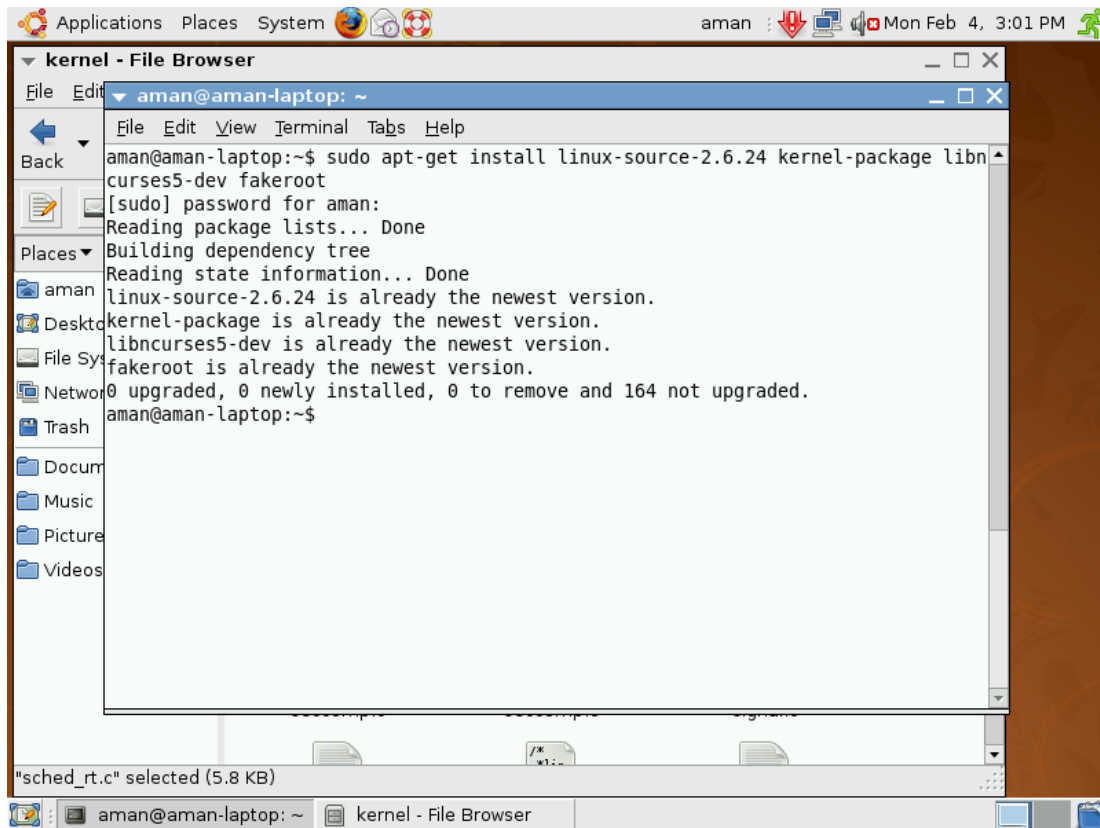 Applications Places System aman Mon Feb 4, 3:01 PM
kernel - File Browser
File Edit
aman@aman-laptop: ~
File Edit View Terminal Tabs Help
Back
aman@aman-laptop:~$ sudo apt-get install linux-source-2.6.24 kernel-package libn
curses5-dev fakeroot
[sudo] password for aman:
Reading package lists... Done
Building dependency tree
Reading state information... Done
linux-source-2.6.24 is already the newest version.
kernel-package is already the newest version.
libncurses5-dev is already the newest version.
fakeroot is already the newest version.
0 upgraded, 0 newly installed, 0 to remove and 164 not upgraded.
aman@aman-laptop:~$
Places
aman
Deskto
File Sys
Networ
Trash
Docum
Music
Picture
Videos
/*
"sched_rt.c" selected (5.8 KB)
aman@aman-laptop: ~ kernel - File Browser